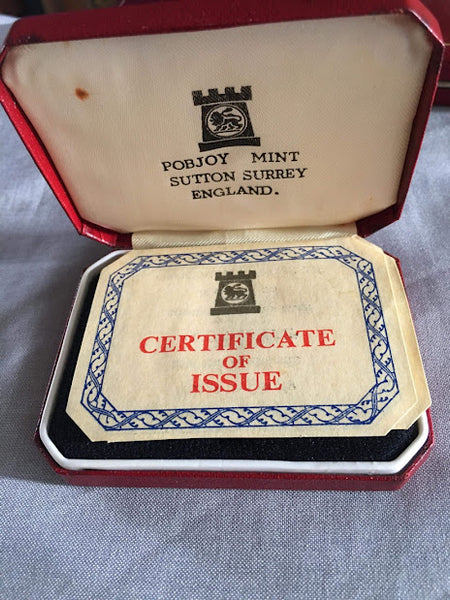 POBJOY MINT
SUTTON SURREY
ENGLAND.
CERTIFICATE
OF
ISSUE